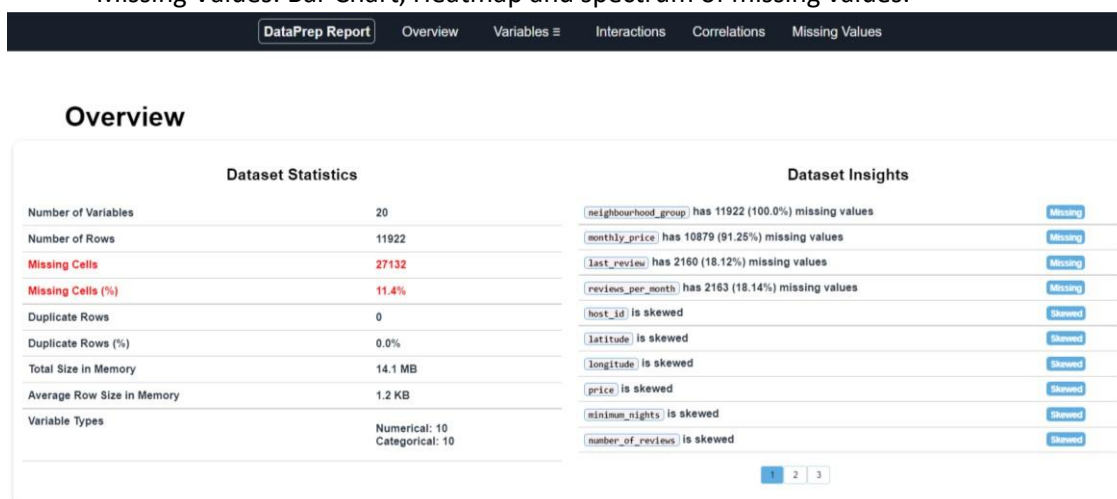 Missing Values: Bar Chart, Heatmap and spectrum of missing values.
DataPrep Report Overview Variables ≡ Interactions Correlations Missing Values
Overview
Dataset Statistics
Number of Variables 20
Number of Rows 11922
Missing Cells 27132
Missing Cells (%) 11.4%
Duplicate Rows 0
Duplicate Rows (%) 0.0%
Total Size in Memory 14.1 MB
Average Row Size in Memory 1.2 KB
Variable Types Numerical: 10
Categorical: 10
Dataset Insights
neighbourhood_group has 11922 (100.0%) missing values Missing
monthly_price has 10879 (91.25%) missing values Missing
last_review has 2160 (18.12%) missing values Missing
reviews_per_month has 2163 (18.14%) missing values Missing
host_id is skewed Skewed
latitude is skewed Skewed
longitude is skewed Skewed
price is skewed Skewed
minimum_nights is skewed Skewed
number_of_reviews is skewed Skewed
1 2 3